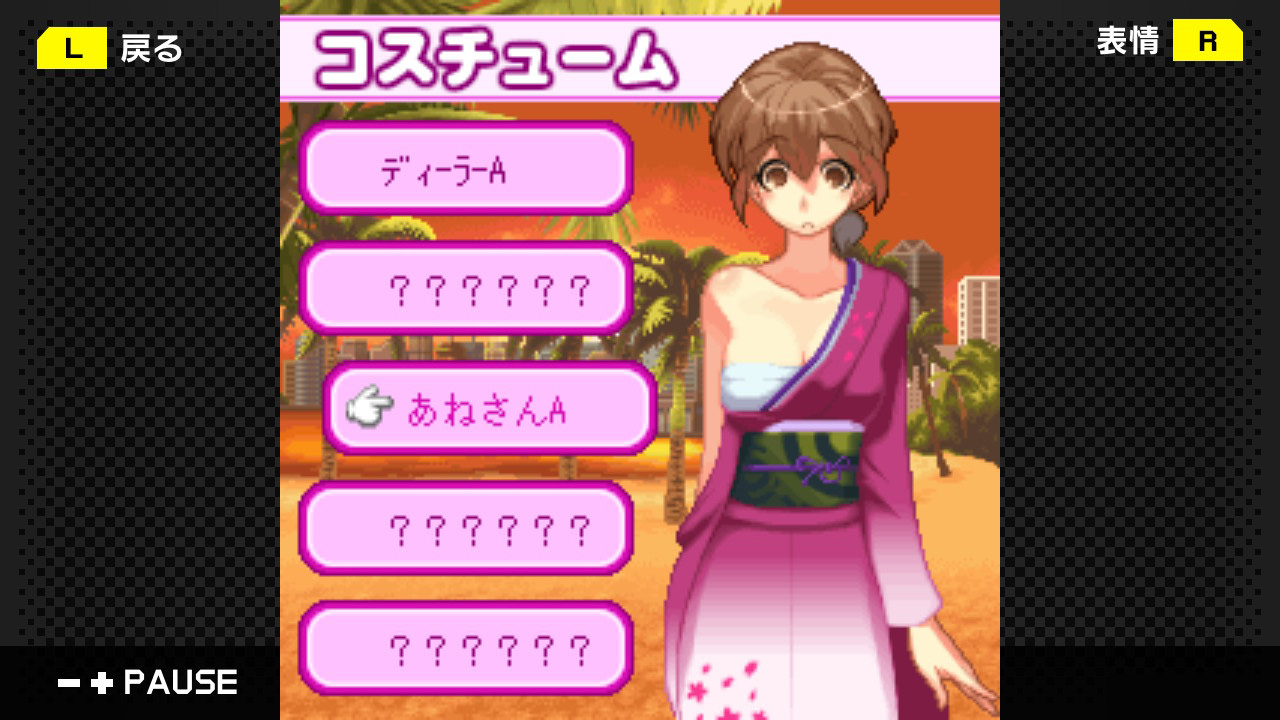 L 戻る
表情 R
コスチューム
ディーラーA
? ? ? ? ? ?
あねさんA
? ? ? ? ? ?
? ? ? ? ? ?
PAUSE